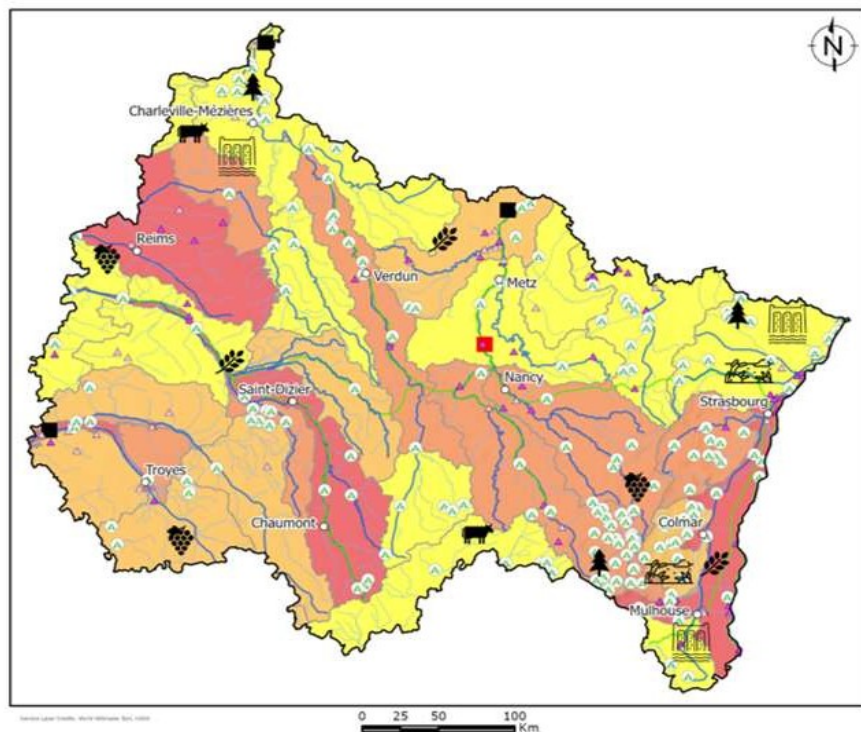 N
Charleville-Mézières
Reims
Verdun
Metz
Saint-Dizier
Nancy
Strasbourg
Troyes
Chaumont
Colmar
Mulhouse
0 25 50 100
Km